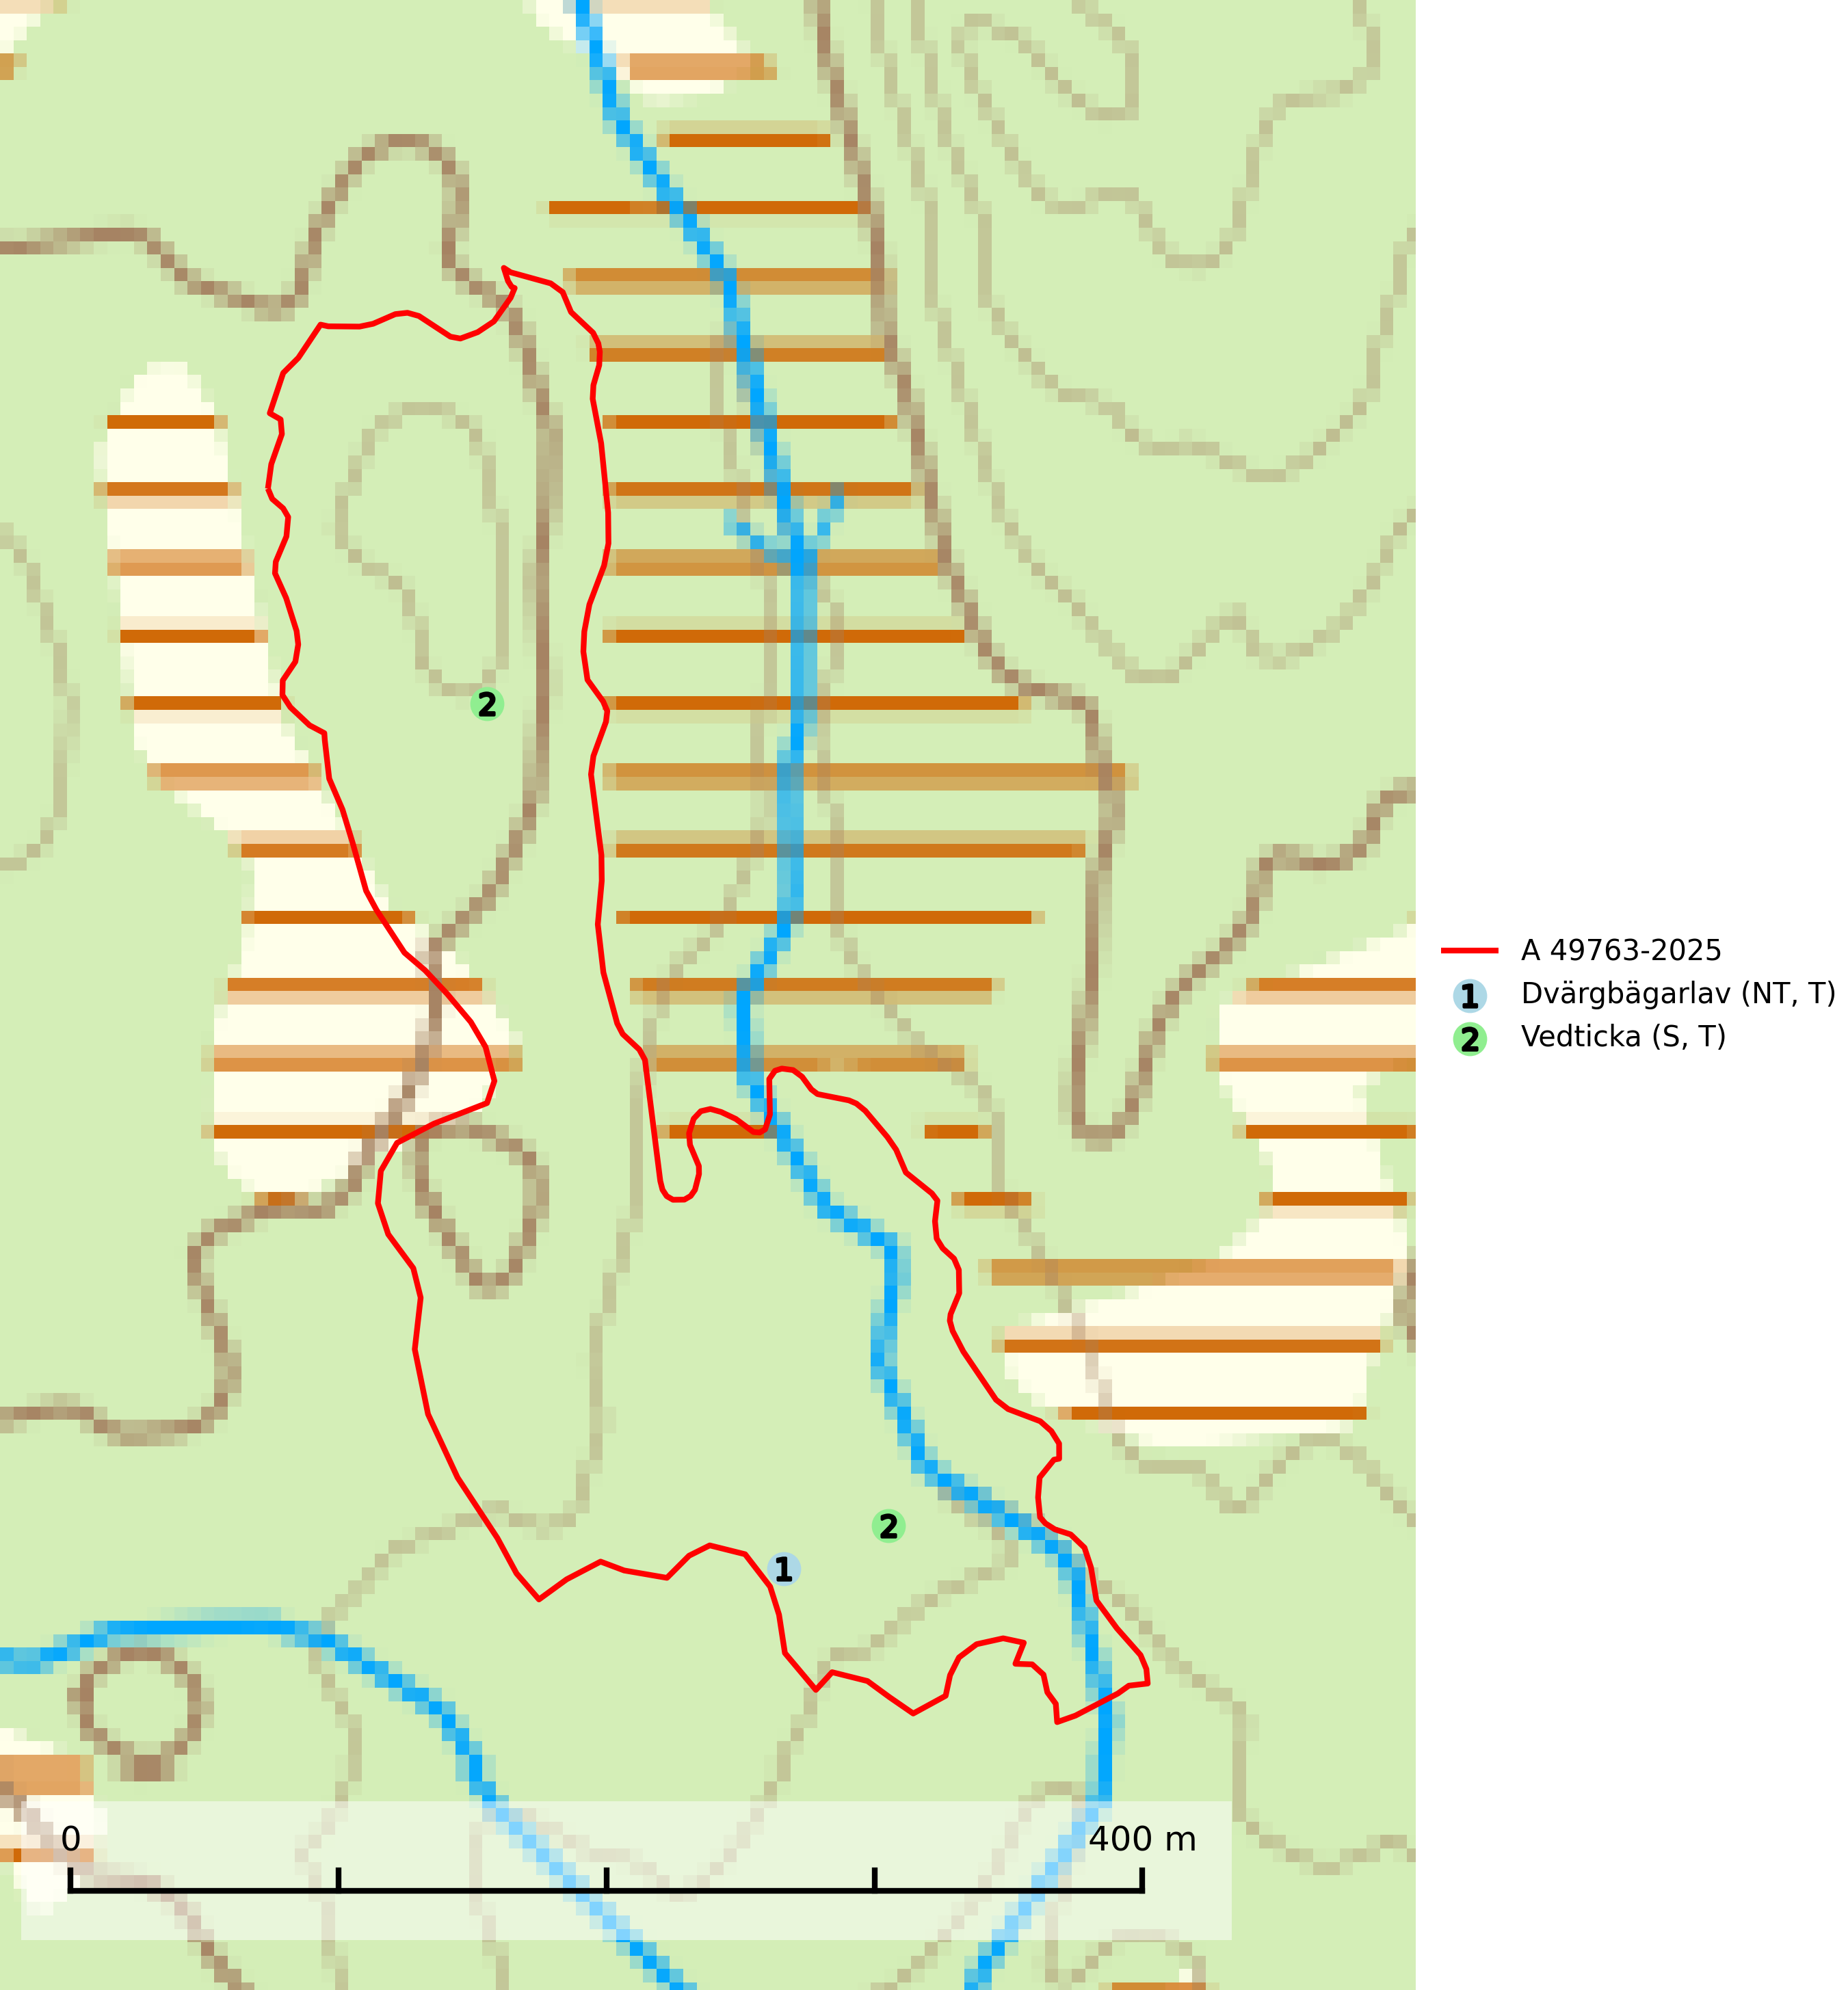 2
2
1
0
400 m
A 49763-2025
1 Dvärgbägarlav (NT, T)
2 Vedticka (S, T)